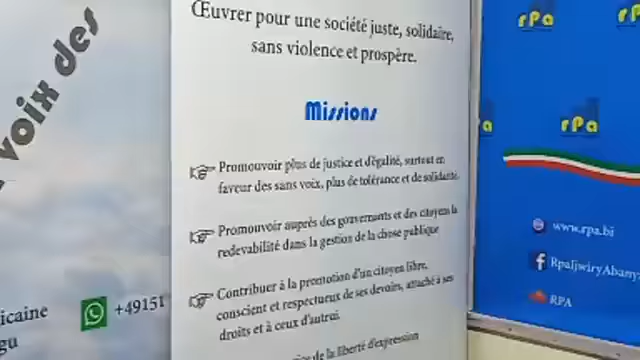 voix des
icaine
gu
+49151
Œuvrer pour une société juste, solidaire,
sans violence et prospère.
Missions
Promouvoir plus de justice et d'égalité, surtout en
faveur des sans voix, plus de tolérance et de solidarité.
Promouvoir auprès des gouvernants et des citoyens la
redevabilité dans la gestion de la chose publique
Contribuer à la promotion d'un citoyen libre,
conscient et respectueux de ses devoirs, attaché à ses
droits et à ceux d'autrui.
de la liberté d'expression
rPa
rP
Pa
rPa
www.rpa.bi
RpaIjwiryAbany
RPA